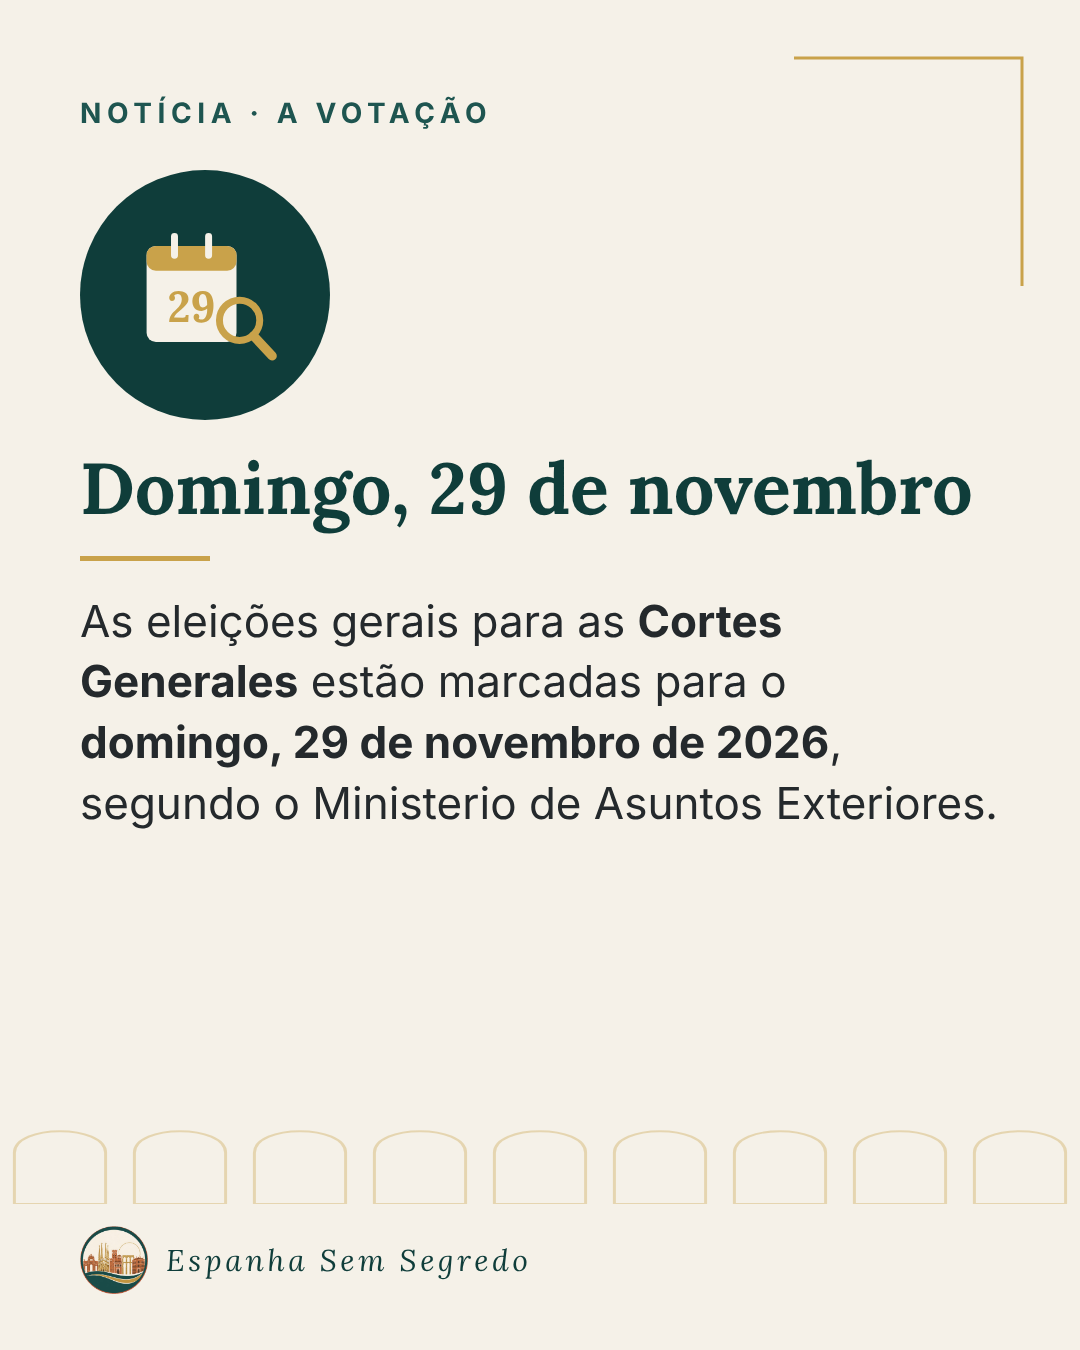 NOTÍCIA · A VOTAÇÃO
29
Domingo, 29 de novembro
As eleições gerais para as Cortes
Generales estão marcadas para o
domingo, 29 de novembro de 2026,
segundo o Ministerio de Asuntos Exteriores.
Espanha Sem Segredo